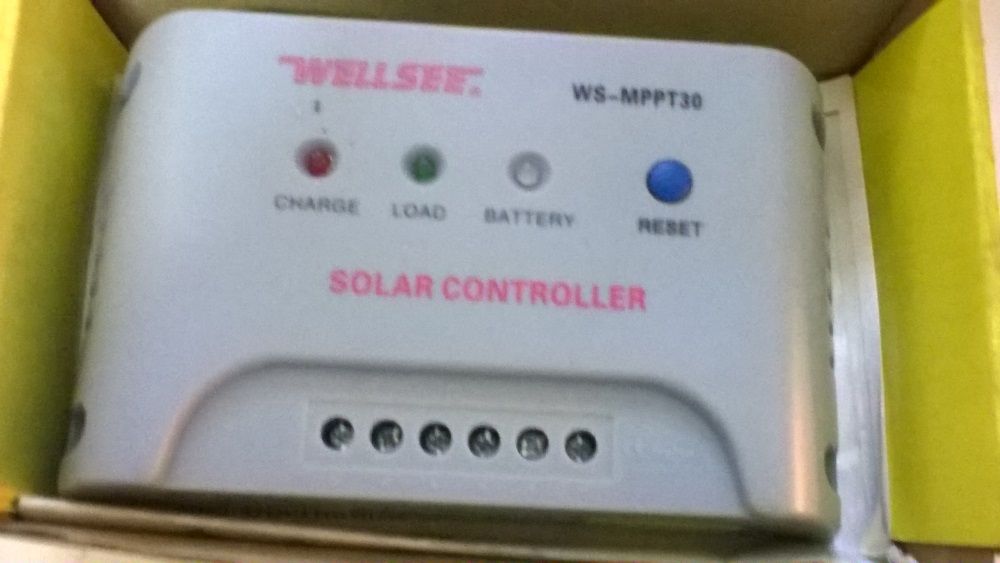 WELLSEE
WS-MPPT30
CHARGE LOAD BATTERY RESET
SOLAR CONTROLLER